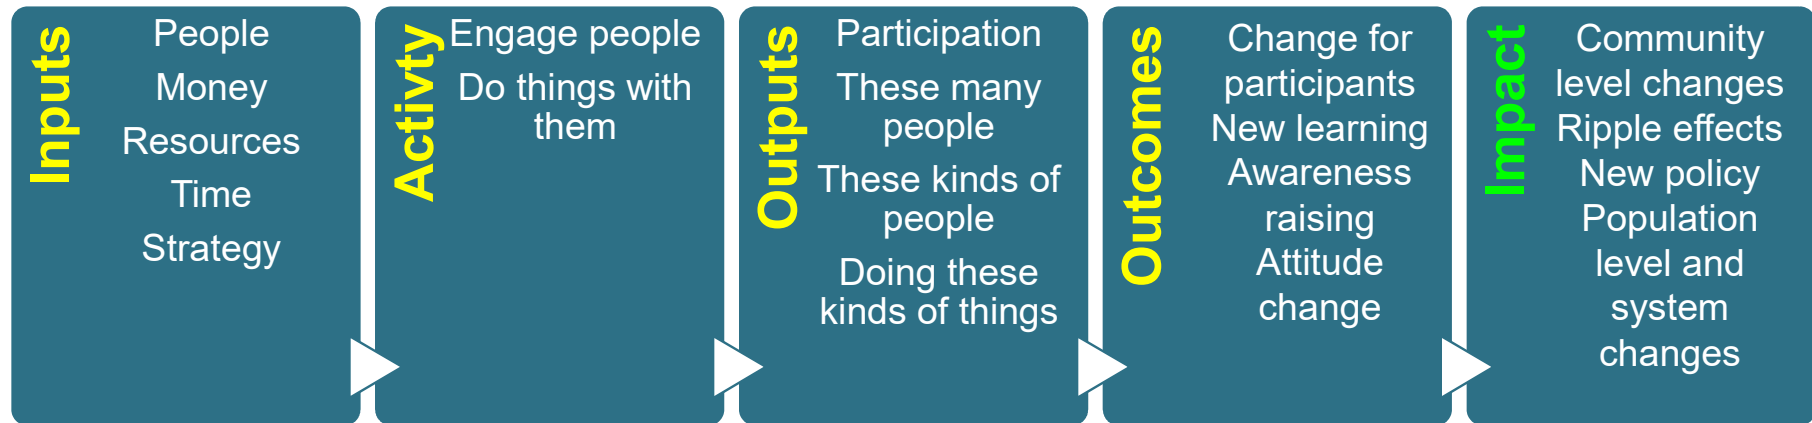 Inputs
People
Money
Resources
Time
Strategy
Activty
Engage people
Do things with
them
Outputs
Participation
These many
people
These kinds of
people
Doing these
kinds of things
Outcomes
Change for
participants
New learning
Awareness
raising
Attitude
change
Impact
Community
level changes
Ripple effects
New policy
Population
level and
system
changes